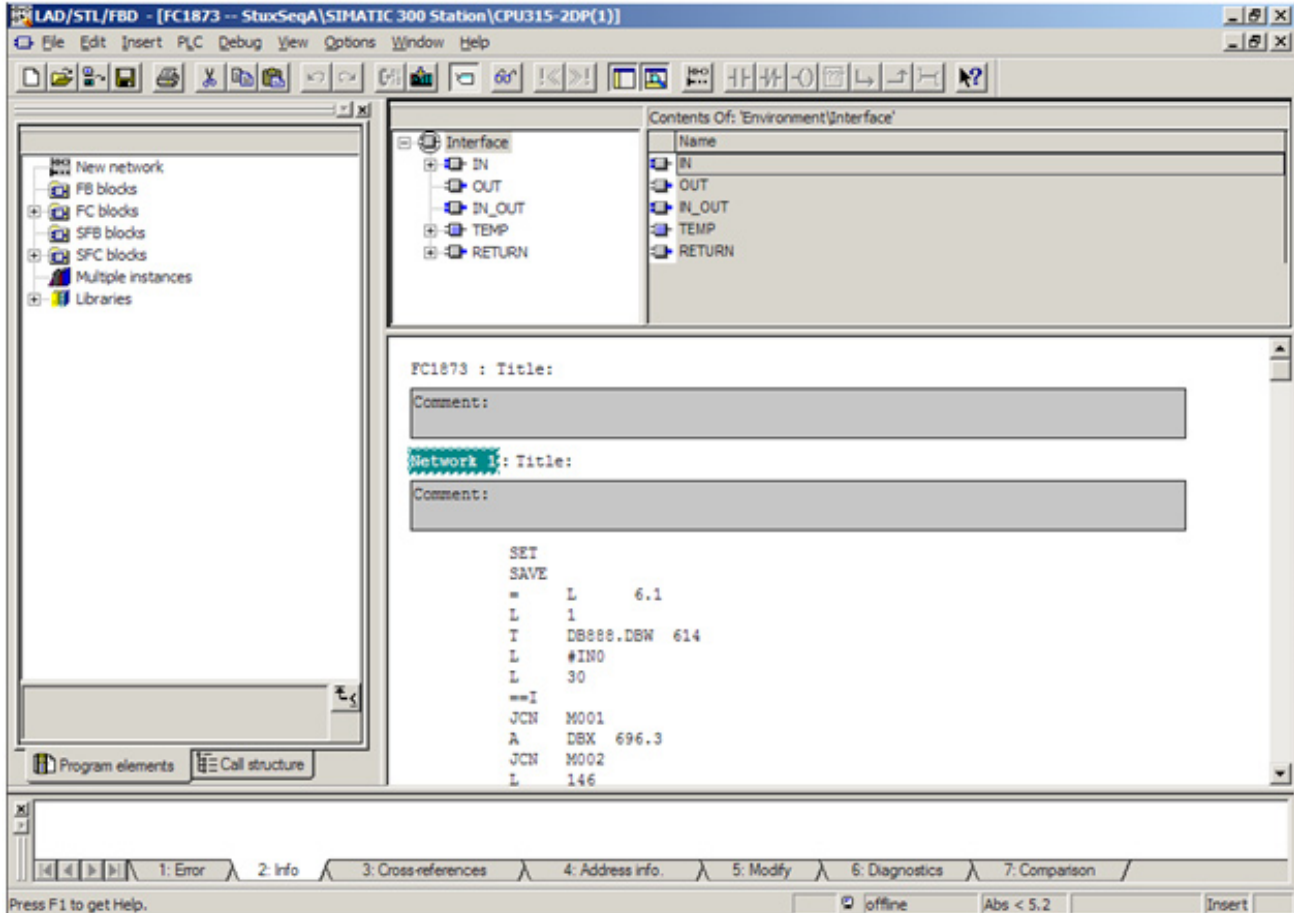 LAD/STL/FBD - [FC1873 -- StuxSeqA\SIMATIC 300 Station\CPU315-2DP(1)]
File Edit Insert PLC Debug View Options Window Help
New network
FB blocks
FC blocks
SFB blocks
SFC blocks
Multiple instances
Libraries
Program elements
Call structure
Interface
IN
OUT
IN_OUT
TEMP
RETURN
Contents Of: 'Environment\Interface'
Name
IN
OUT
IN_OUT
TEMP
RETURN
FC1873 : Title:
Comment:
Network 1: Title:
Comment:
SET
SAVE
= L 6.1
L 1
T DB888.DBW 614
L #IN0
L 30
==I
JCN M001
A DBX 696.3
JCN M002
L 146
1: Error 2: Info 3: Cross-references 4: Address info. 5: Modify 6: Diagnostics 7: Comparison
Press F1 to get Help. offline Abs < 5.2 Insert